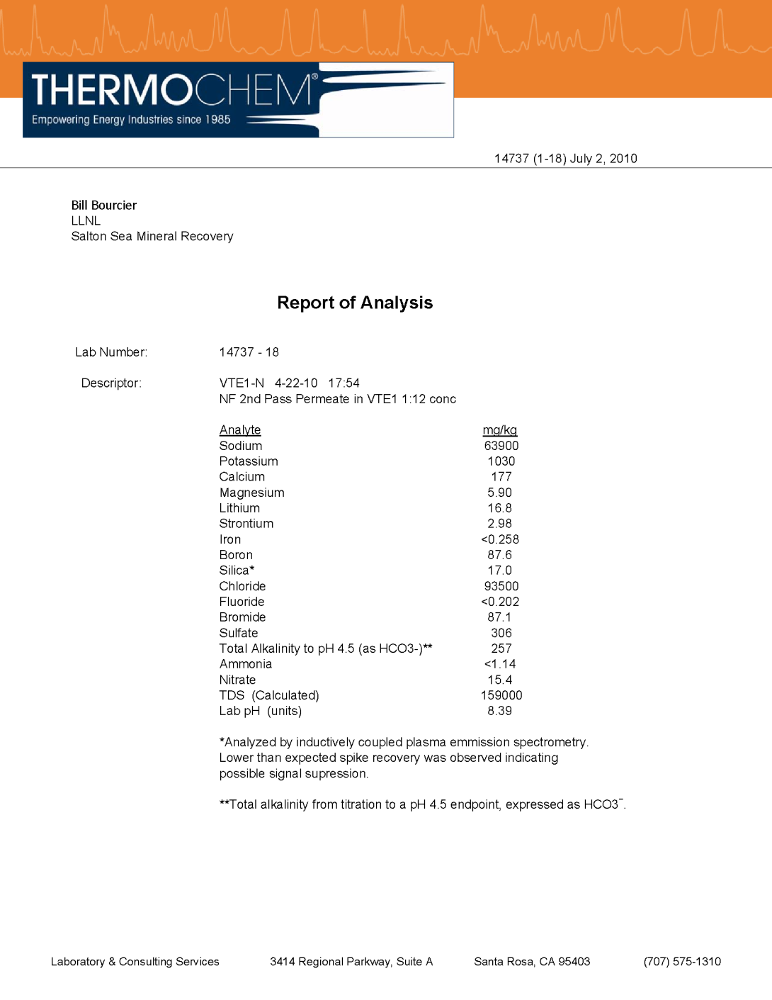 THERMOCHEM®
Empowering Energy Industries since 1985
14737 (1-18) July 2, 2010
Bill Bourcier
LLNL
Salton Sea Mineral Recovery
Report of Analysis
Lab Number: 14737 - 18
Descriptor: VTE1-N 4-22-10 17:54
NF 2nd Pass Permeate in VTE1 1:12 conc
Analyte mg/kg
Sodium 63900
Potassium 1030
Calcium 177
Magnesium 5.90
Lithium 16.8
Strontium 2.98
Iron <0.258
Boron 87.6
Silica* 17.0
Chloride 93500
Fluoride <0.202
Bromide 87.1
Sulfate 306
Total Alkalinity to pH 4.5 (as HCO3-)** 257
Ammonia <1.14
Nitrate 15.4
TDS (Calculated) 159000
Lab pH (units) 8.39
*Analyzed by inductively coupled plasma emmission spectrometry.
Lower than expected spike recovery was observed indicating
possible signal supression.
**Total alkalinity from titration to a pH 4.5 endpoint, expressed as HCO3⁻.
Laboratory & Consulting Services 3414 Regional Parkway, Suite A Santa Rosa, CA 95403 (707) 575-1310